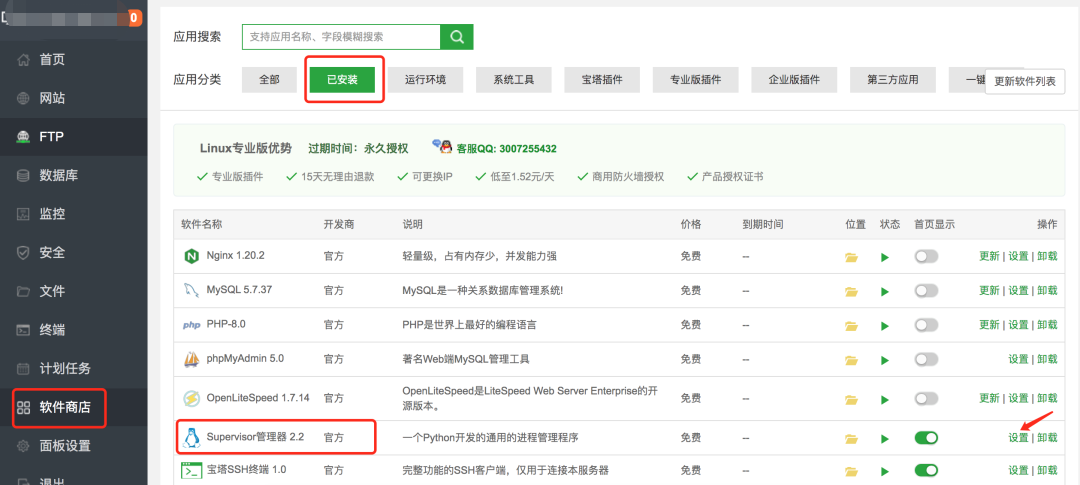 0
首页
网站
FTP
数据库
监控
安全
文件
终端
计划任务
软件商店
面板设置
退出
应用搜索 支持应用名称、字段模糊搜索
应用分类 全部 已安装 运行环境 系统工具 宝塔插件 专业版插件 企业版插件 第三方应用 一键 更新软件列表
Linux专业版优势 过期时间：永久授权 客服QQ: 3007255432
专业版插件 15天无理由退款 可更换IP 低至1.52元/天 商用防火墙授权 产品授权证书
软件名称 开发商 说明 价格 到期时间 位置 状态 首页显示 操作
Nginx 1.20.2 官方 轻量级，占有内存少，并发能力强 免费 -- 更新 | 设置 | 卸载
MySQL 5.7.37 官方 MySQL是一种关系数据库管理系统! 免费 -- 更新 | 设置 | 卸载
php PHP-8.0 官方 PHP是世界上最好的编程语言 免费 -- 更新 | 设置 | 卸载
phpMyAdmin 5.0 官方 著名Web端MySQL管理工具 免费 -- 设置 | 卸载
OpenLiteSpeed 1.7.14 官方 OpenLiteSpeed是LiteSpeed Web Server Enterprise的开
源版本。 免费 -- 更新 | 设置 | 卸载
Supervisor管理器 2.2 官方 一个Python开发的通用的进程管理程序 免费 -- 设置 | 卸载
宝塔SSH终端 1.0 官方 完整功能的SSH客户端，仅用于连接本服务器 免费 -- 设置 | 卸载